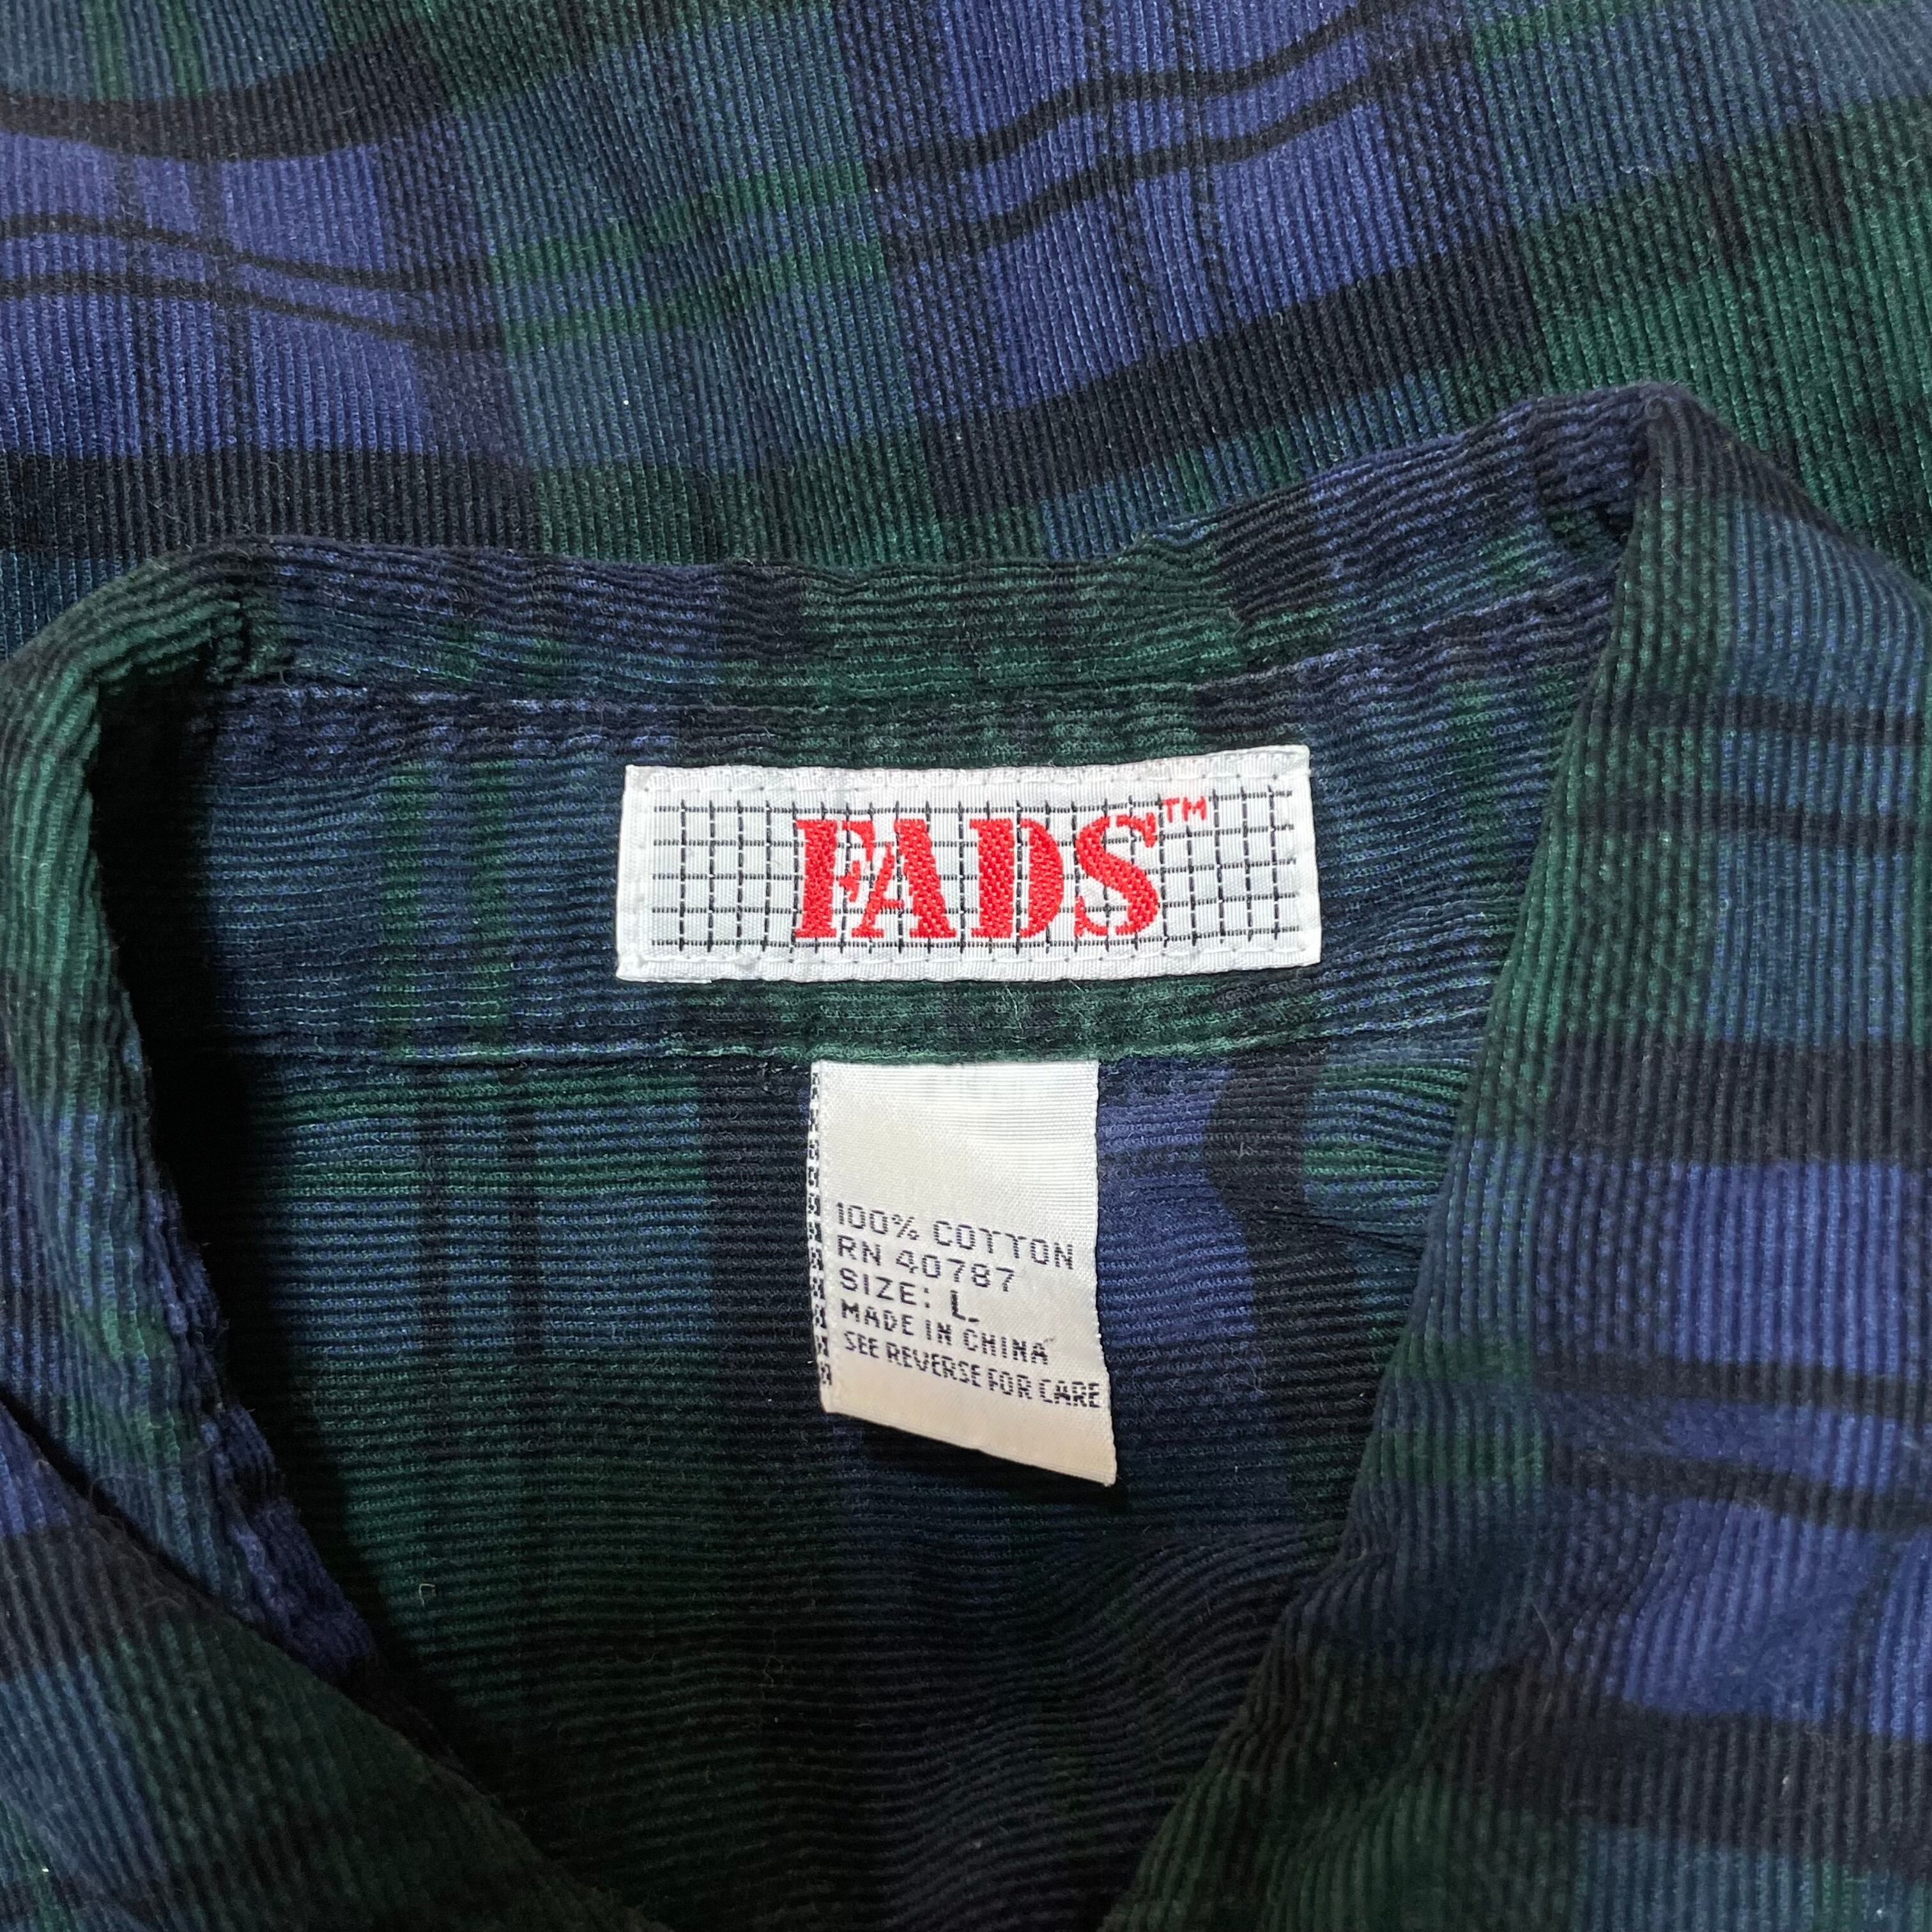 FADS™
100% COTTON
RN 40787
SIZE: L
MADE IN CHINA
SEE REVERSE FOR CARE